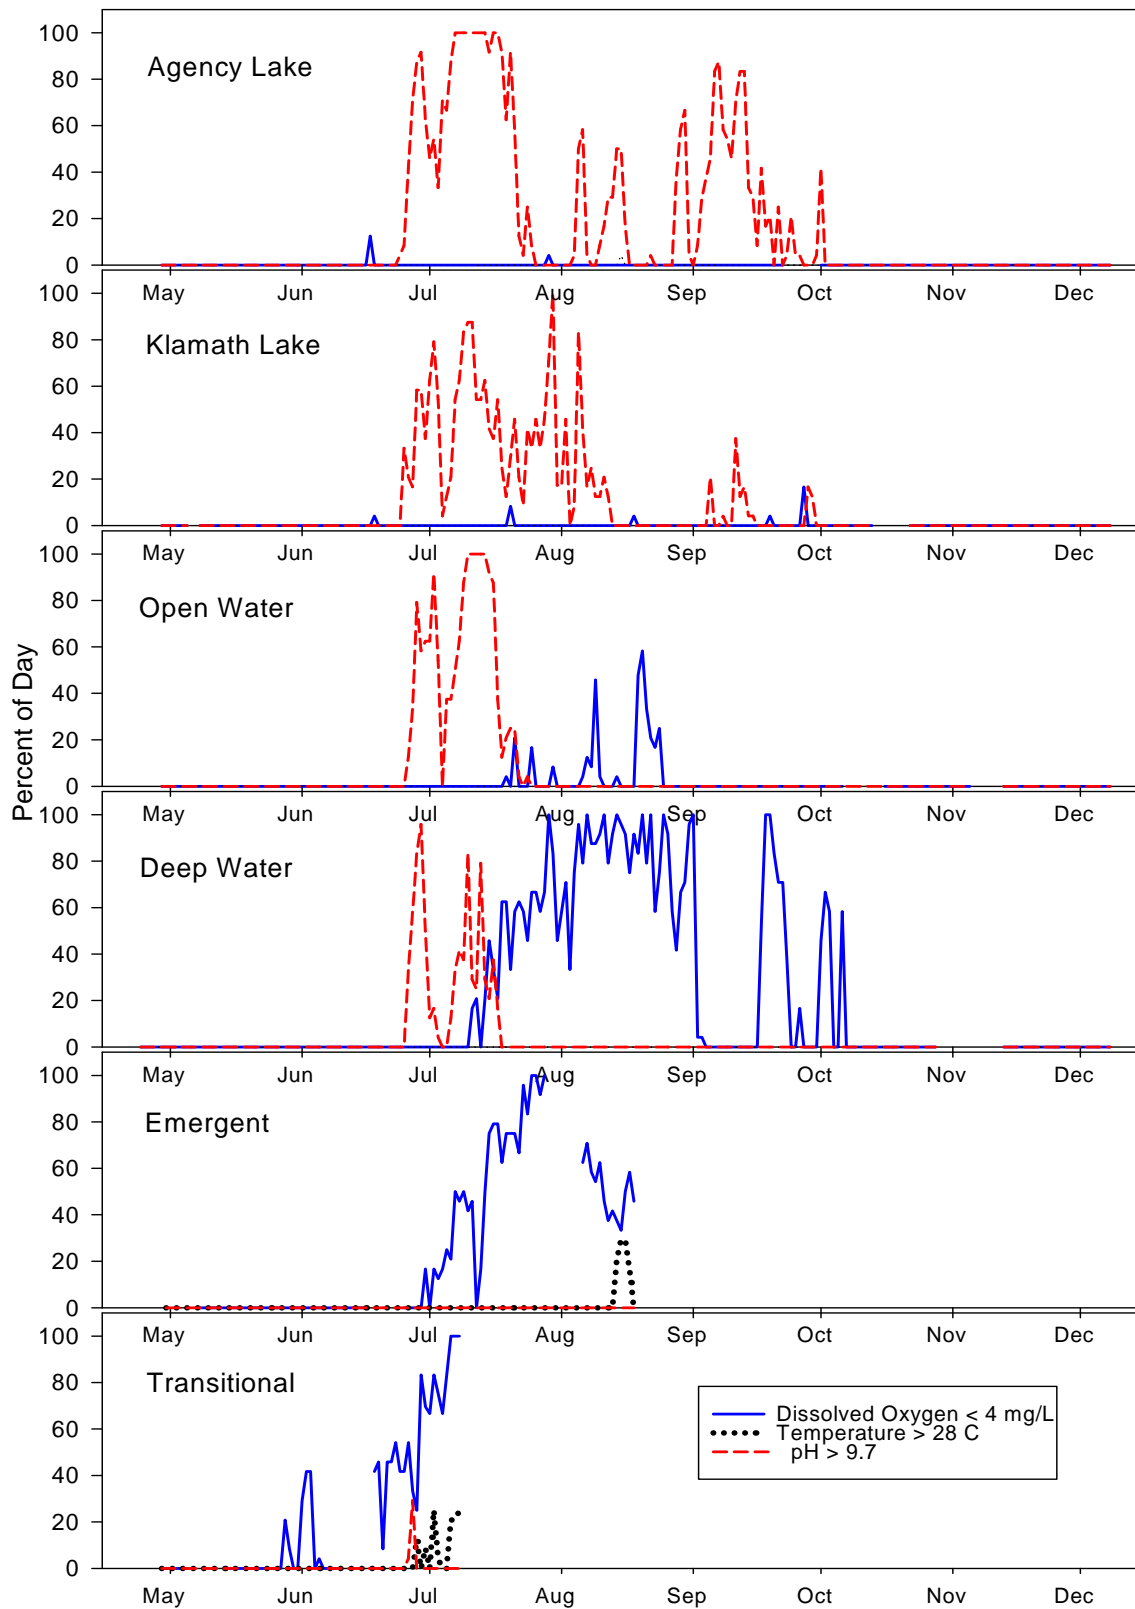 100
80
60
40
20
0
Agency Lake
May Jun Jul Aug Sep Oct Nov Dec
100
80
60
40
20
0
Klamath Lake
May Jun Jul Aug Sep Oct Nov Dec
100
80
60
40
20
0
Open Water
Percent of Day
May Jun Jul Aug Sep Oct Nov Dec
100
80
60
40
20
0
Deep Water
May Jun Jul Aug Sep Oct Nov Dec
100
80
60
40
20
0
Emergent
May Jun Jul Aug Sep Oct Nov Dec
100
80
60
40
20
0
Transitional
Dissolved Oxygen < 4 mg/L
Temperature > 28 C
pH > 9.7
May Jun Jul Aug Sep Oct Nov Dec